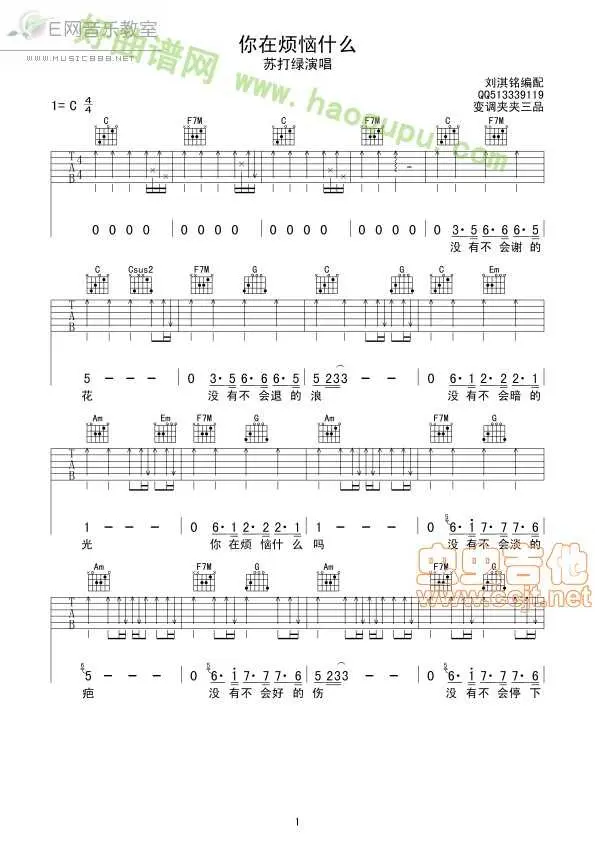 E网音乐教室
WWW.MUSIC888.COM
好曲谱网
www.haoqupu.com
你在烦恼什么
苏打绿演唱
刘淇铭编配
QQ513339119
变调夹夹三品
1= C 4/4
C F7M C F7M
T A B 4 4
0 0 0 0 0 0 0 0 0 0 0 0 0 0 0 0 0 3· 5 6· 6 6· 5
没有不会谢的
C Csus2 F7M G C G C Em
T A B
5 - - - 0 3· 5 6· 6 6· 5 5 233 - - 0 6· 1 2· 2 2· 1
花 没有不会退的浪 没有不会暗的
Am Em F7M G Am F7M G
T A B
1 - - - 0 6· 1 2· 2 2· 1 1 - - - 0 6· 1 7· 7 7· 6
光 你在烦恼什么吗 没有不会淡的
虫虫吉他
www.ccjt.net
Am F7M G Am F7M G
T A B
5 - - - 0 6· 1 7· 7 7· 6 5 233 - - 0 6· 1 7· 7 7· 6
疤 没有不会好的伤 没有不会停下
1